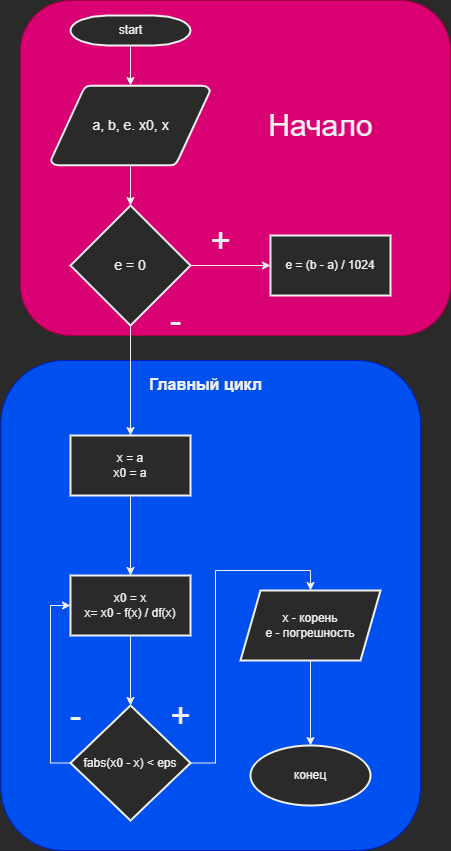 start
a, b, e. x0, x
Начало
e = 0
+
e = (b - a) / 1024
-
Главный цикл
x = a
x0 = a
x0 = x
x= x0 - f(x) / df(x)
x - корень
e - погрешность
-
+
fabs(x0 - x) < eps
конец